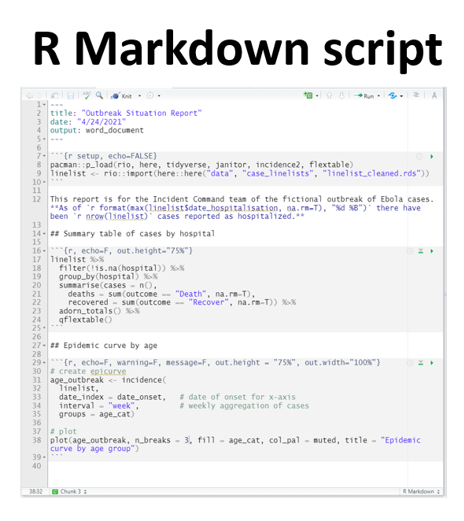 R Markdown script
Knit
Run
1 ---
2 title: "Outbreak Situation Report"
3 date: "4/24/2021"
4 output: word_document
5 ---
6
7 ```{r setup, echo=FALSE}
8 pacman::p_load(rio, here, tidyverse, janitor, incidence2, flextable)
9 linelist <- rio::import(here::here("data", "case_linelists", "linelist_cleaned.rds"))
10 ```
11
12 This report is for the Incident Command team of the fictional outbreak of Ebola cases.
**As of `r format(max(linelist$date_hospitalisation, na.rm=T), "%d %B")` there have
been `r nrow(linelist)` cases reported as hospitalized.**
13
14 ## Summary table of cases by hospital
15
16 ```{r, echo=F, out.height="75%"}
17 linelist %>%
18 filter(!is.na(hospital)) %>%
19 group_by(hospital) %>%
20 summarise(cases = n(),
21 deaths = sum(outcome == "Death", na.rm=T),
22 recovered = sum(outcome == "Recover", na.rm=T)) %>%
23 adorn_totals() %>%
24 qflextable()
25 ```
26
27 ## Epidemic curve by age
28
29 ```{r, echo=F, warning=F, message=F, out.height = "75%", out.width="100%"}
30 # create epicurve
31 age_outbreak <- incidence(
32 linelist,
33 date_index = date_onset, # date of onset for x-axis
34 interval = "week", # weekly aggregation of cases
35 groups = age_cat)
36
37 # plot
38 plot(age_outbreak, n_breaks = 3, fill = age_cat, col_pal = muted, title = "Epidemic
curve by age group")
39 ```
40
38:32 Chunk 3 R Markdown